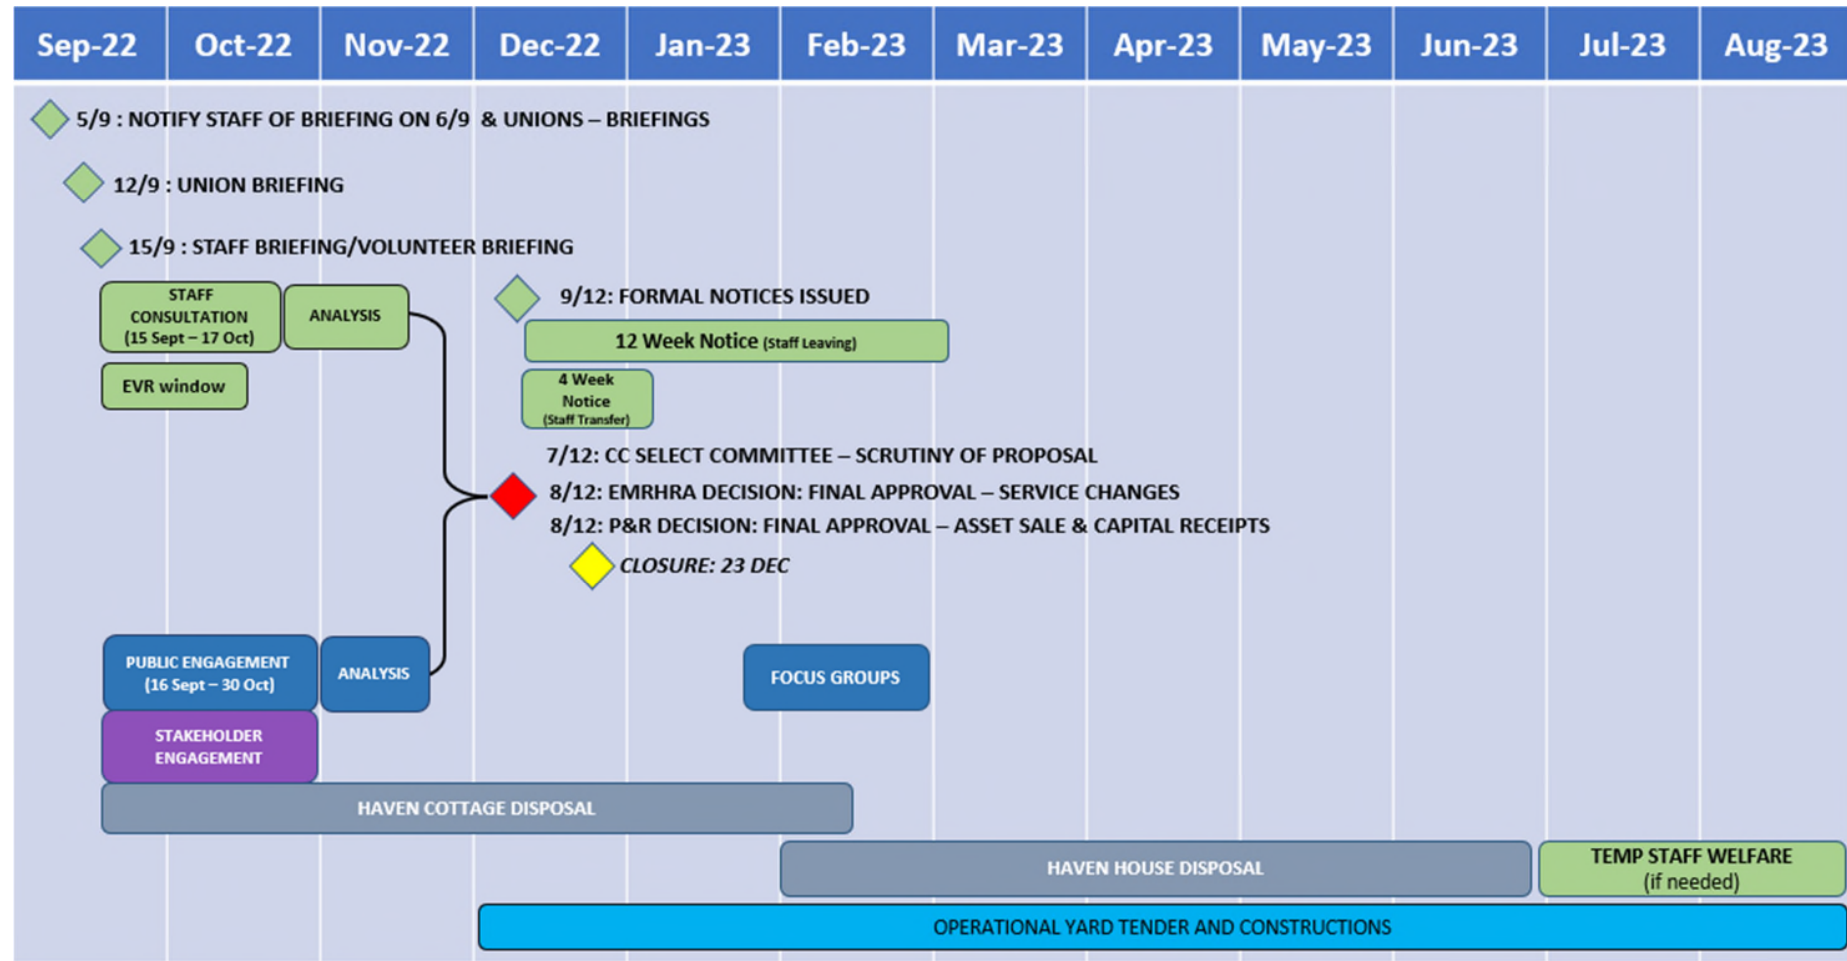 Sep-22 Oct-22 Nov-22 Dec-22 Jan-23 Feb-23 Mar-23 Apr-23 May-23 Jun-23 Jul-23 Aug-23
5/9 : NOTIFY STAFF OF BRIEFING ON 6/9 & UNIONS – BRIEFINGS
12/9 : UNION BRIEFING
15/9 : STAFF BRIEFING/VOLUNTEER BRIEFING
STAFF
CONSULTATION
(15 Sept – 17 Oct)
ANALYSIS
9/12: FORMAL NOTICES ISSUED
12 Week Notice (Staff Leaving)
EVR window
4 Week
Notice
(Staff Transfer)
7/12: CC SELECT COMMITTEE – SCRUTINY OF PROPOSAL
8/12: EMRHRA DECISION: FINAL APPROVAL – SERVICE CHANGES
8/12: P&R DECISION: FINAL APPROVAL – ASSET SALE & CAPITAL RECEIPTS
CLOSURE: 23 DEC
PUBLIC ENGAGEMENT
(16 Sept – 30 Oct)
ANALYSIS
FOCUS GROUPS
STAKEHOLDER
ENGAGEMENT
HAVEN COTTAGE DISPOSAL
HAVEN HOUSE DISPOSAL
TEMP STAFF WELFARE
(if needed)
OPERATIONAL YARD TENDER AND CONSTRUCTIONS